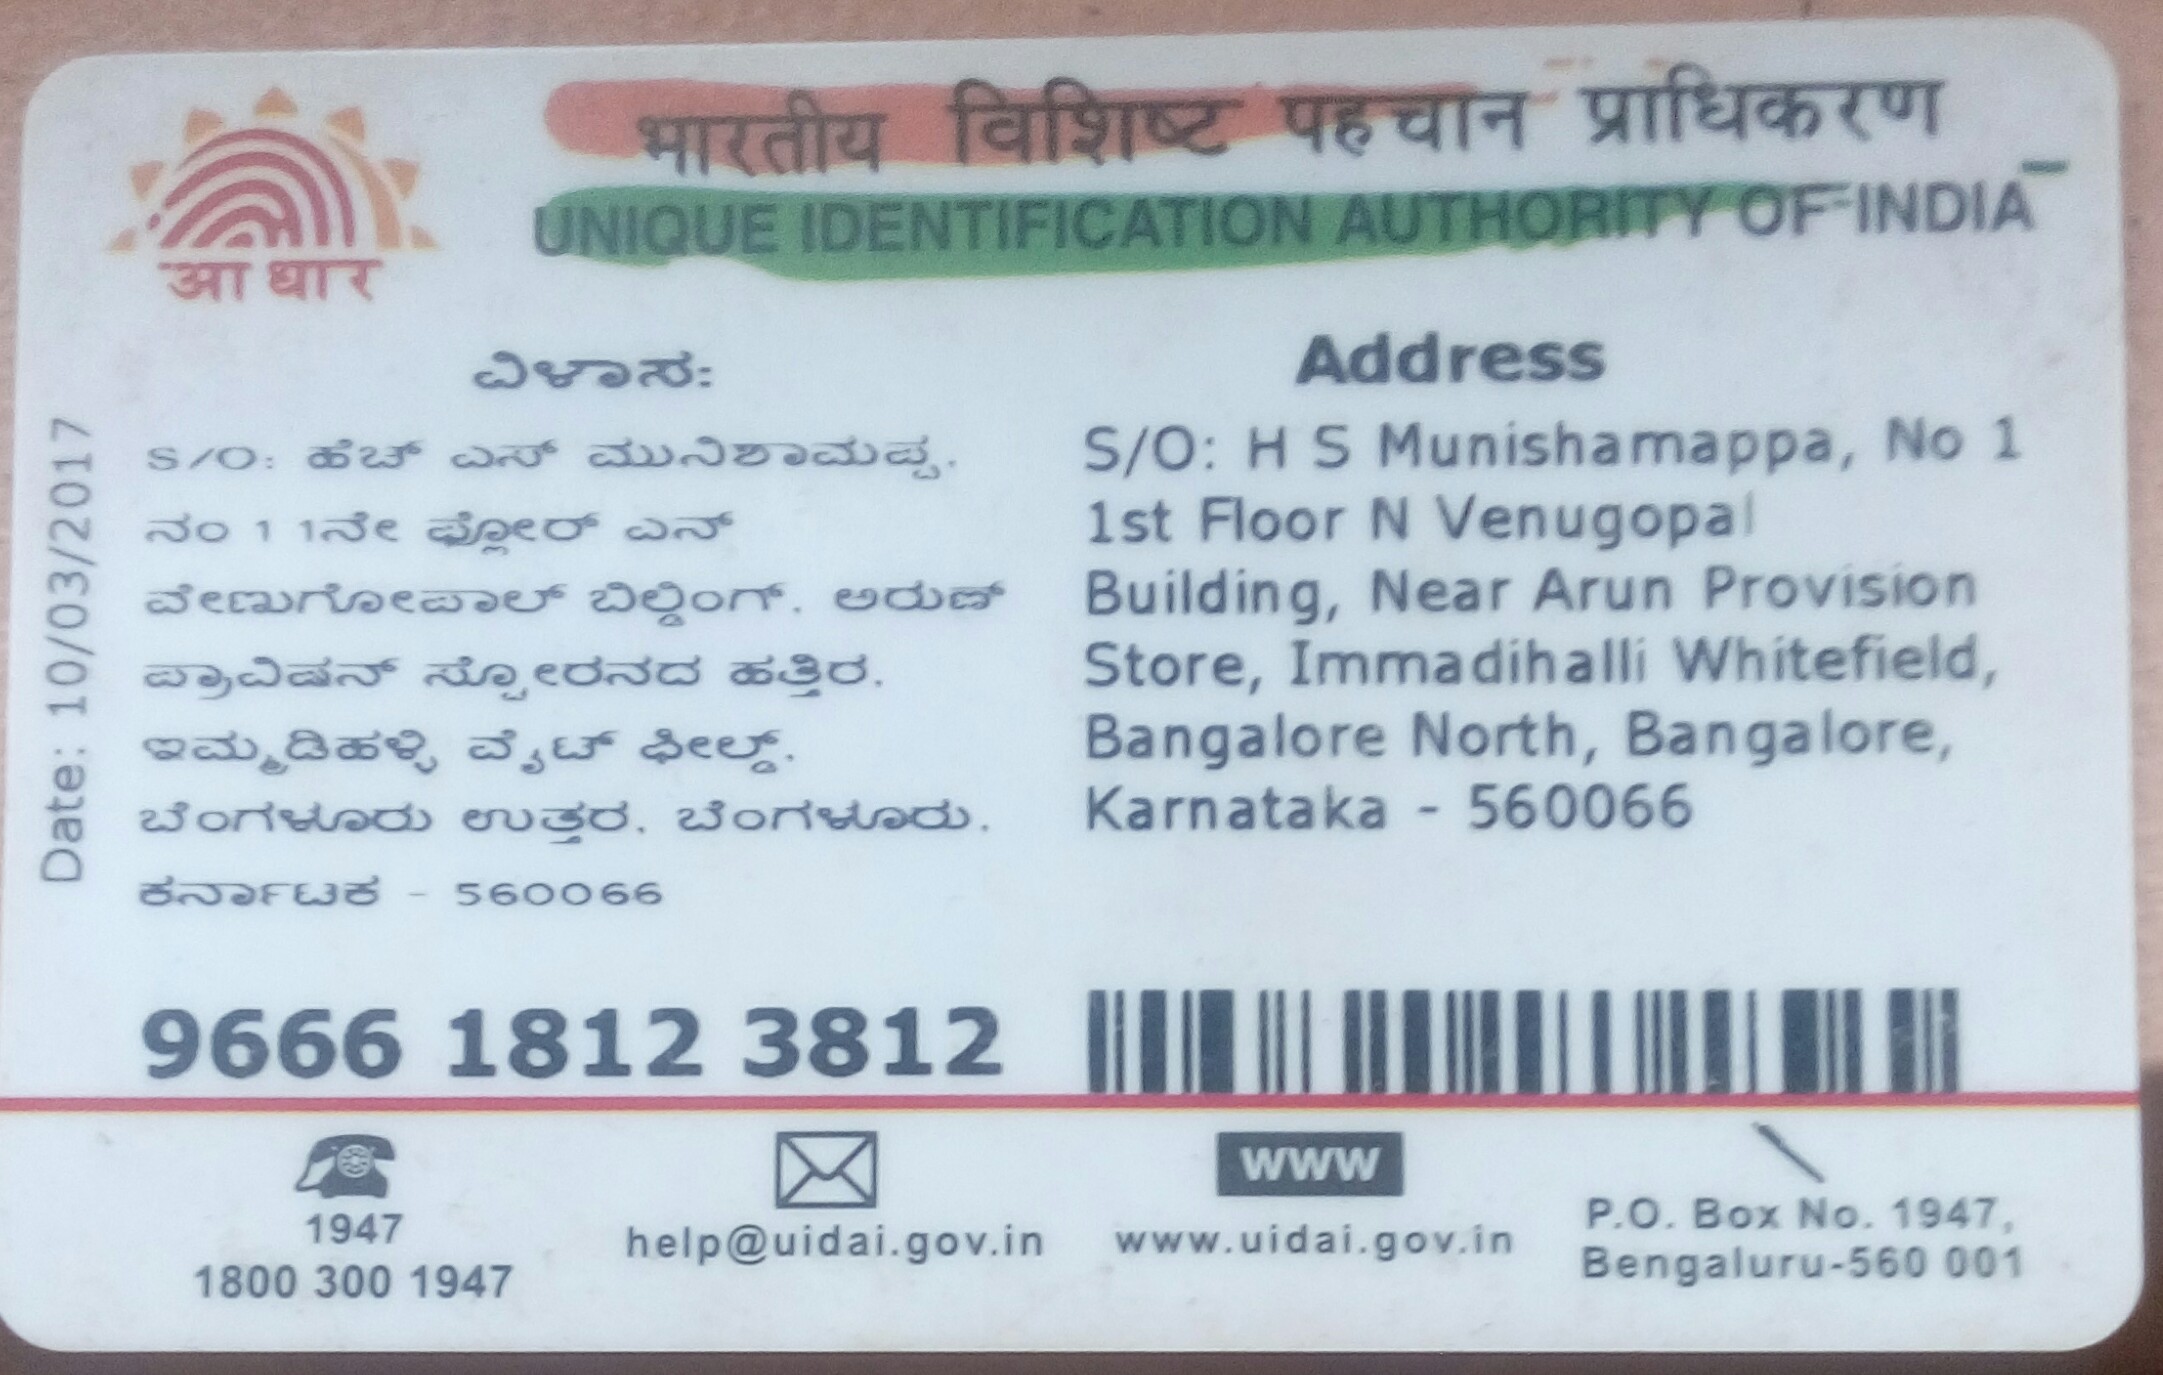 भारतीय विशिष्ट पहचान प्राधिकरण
UNIQUE IDENTIFICATION AUTHORITY OF INDIA
आधार
ವಿಳಾಸ:
S/O: ಹೆಚ್ ಎಸ್ ಮುನಿಶಾಮಪ್ಪ,
ನಂ 1 1ನೇ ಫ್ಲೋರ್ ಎನ್
ವೇಣುಗೋಪಾಲ್ ಬಿಲ್ಡಿಂಗ್, ಅರುಣ್
ಪ್ರಾವಿಷನ್ ಸ್ಟೋರನದ ಹತ್ತಿರ,
ಇಮ್ಮಡಿಹಳ್ಳಿ ವೈಟ್ ಫೀಲ್ಡ್,
ಬೆಂಗಳೂರು ಉತ್ತರ, ಬೆಂಗಳೂರು,
ಕರ್ನಾಟಕ - 560066
Address
S/O: H S Munishamappa, No 1
1st Floor N Venugopal
Building, Near Arun Provision
Store, Immadihalli Whitefield,
Bangalore North, Bangalore,
Karnataka - 560066
Date: 10/03/2017
9666 1812 3812
1947
1800 300 1947
help@uidai.gov.in
WWW
www.uidai.gov.in
P.O. Box No. 1947,
Bengaluru-560 001